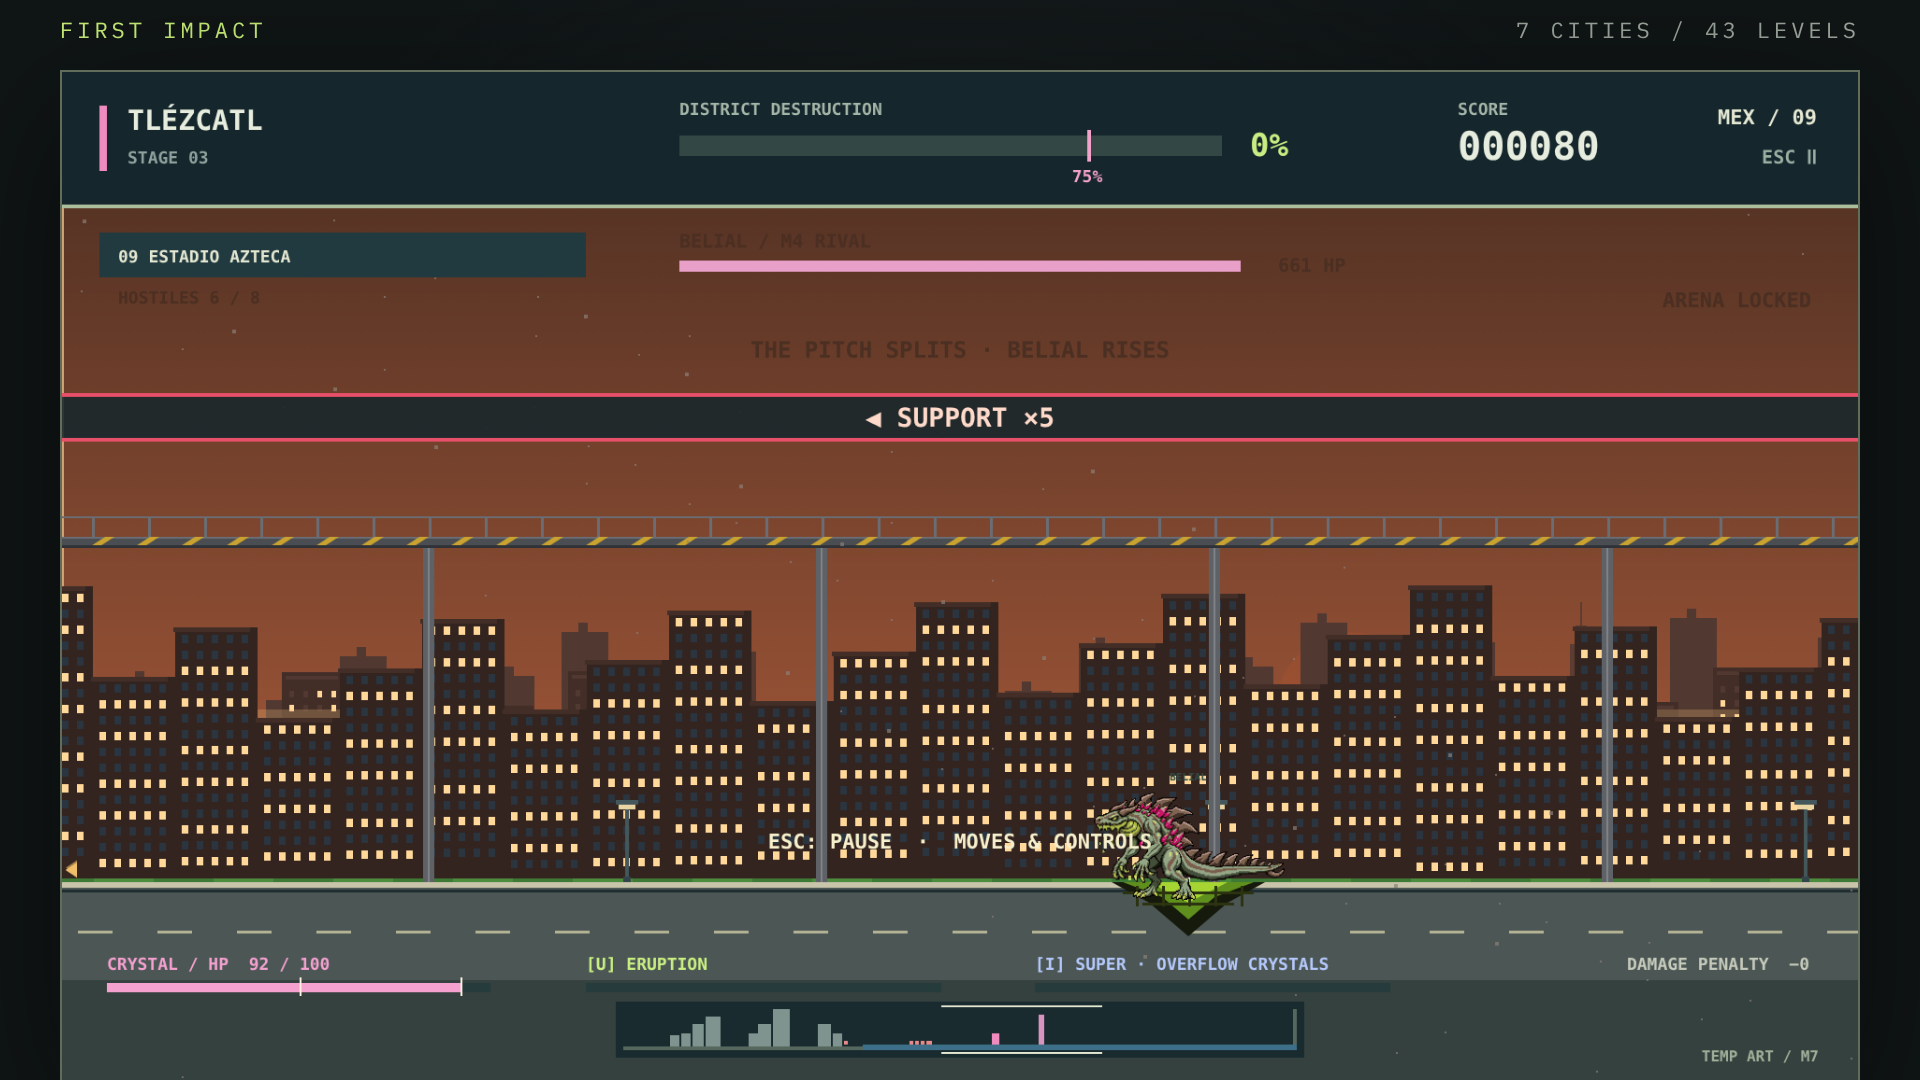 FIRST IMPACT
7 CITIES / 43 LEVELS
TLÉZCATL
STAGE 03
DISTRICT DESTRUCTION
0%
75%
SCORE
000080
MEX / 09
ESC II
09 ESTADIO AZTECA
HOSTILES 6 / 8
BELIAL / M4 RIVAL
661 HP
ARENA LOCKED
THE PITCH SPLITS · BELIAL RISES
◀ SUPPORT ×5
ESC: PAUSE · MOVES & CONTROLS
CRYSTAL / HP 92 / 100
[U] ERUPTION
[I] SUPER · OVERFLOW CRYSTALS
DAMAGE PENALTY −0
TEMP ART / M7